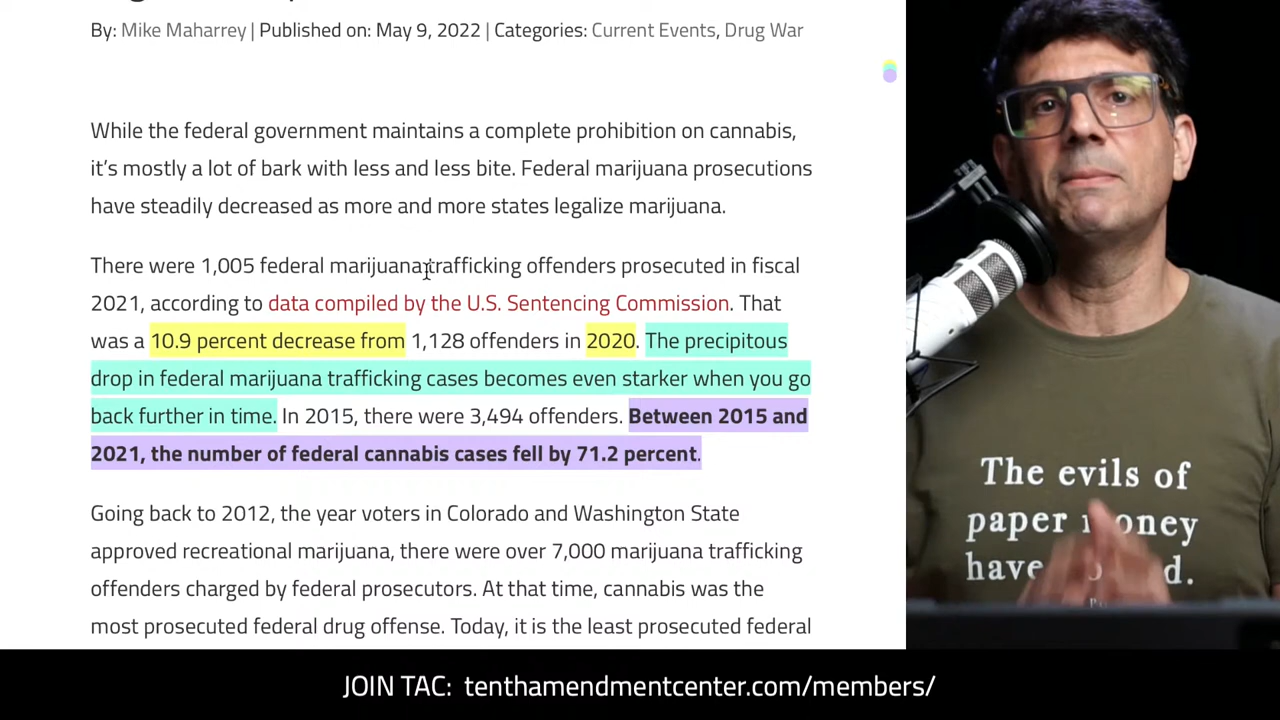 By: Mike Maharrey | Published on: May 9, 2022 | Categories: Current Events, Drug War
While the federal government maintains a complete prohibition on cannabis,
it’s mostly a lot of bark with less and less bite. Federal marijuana prosecutions
have steadily decreased as more and more states legalize marijuana.
There were 1,005 federal marijuana trafficking offenders prosecuted in fiscal
2021, according to data compiled by the U.S. Sentencing Commission. That
was a 10.9 percent decrease from 1,128 offenders in 2020. The precipitous
drop in federal marijuana trafficking cases becomes even starker when you go
back further in time. In 2015, there were 3,494 offenders. Between 2015 and
2021, the number of federal cannabis cases fell by 71.2 percent.
Going back to 2012, the year voters in Colorado and Washington State
approved recreational marijuana, there were over 7,000 marijuana trafficking
offenders charged by federal prosecutors. At that time, cannabis was the
most prosecuted federal drug offense. Today, it is the least prosecuted federal
The evils of
paper money
have
JOIN TAC: tenthamendmentcenter.com/members/